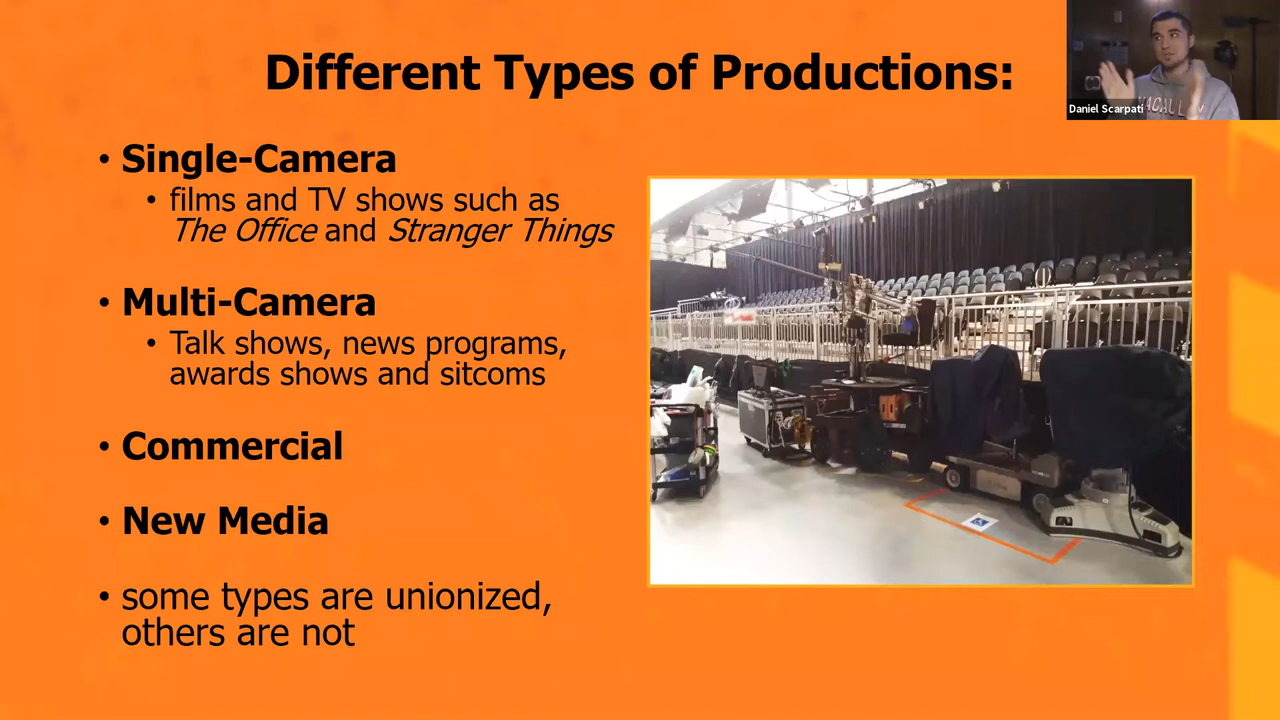 Different Types of Productions:
Daniel Scarpati
• Single-Camera
• films and TV shows such as
The Office and Stranger Things
• Multi-Camera
• Talk shows, news programs,
awards shows and sitcoms
• Commercial
• New Media
• some types are unionized,
others are not